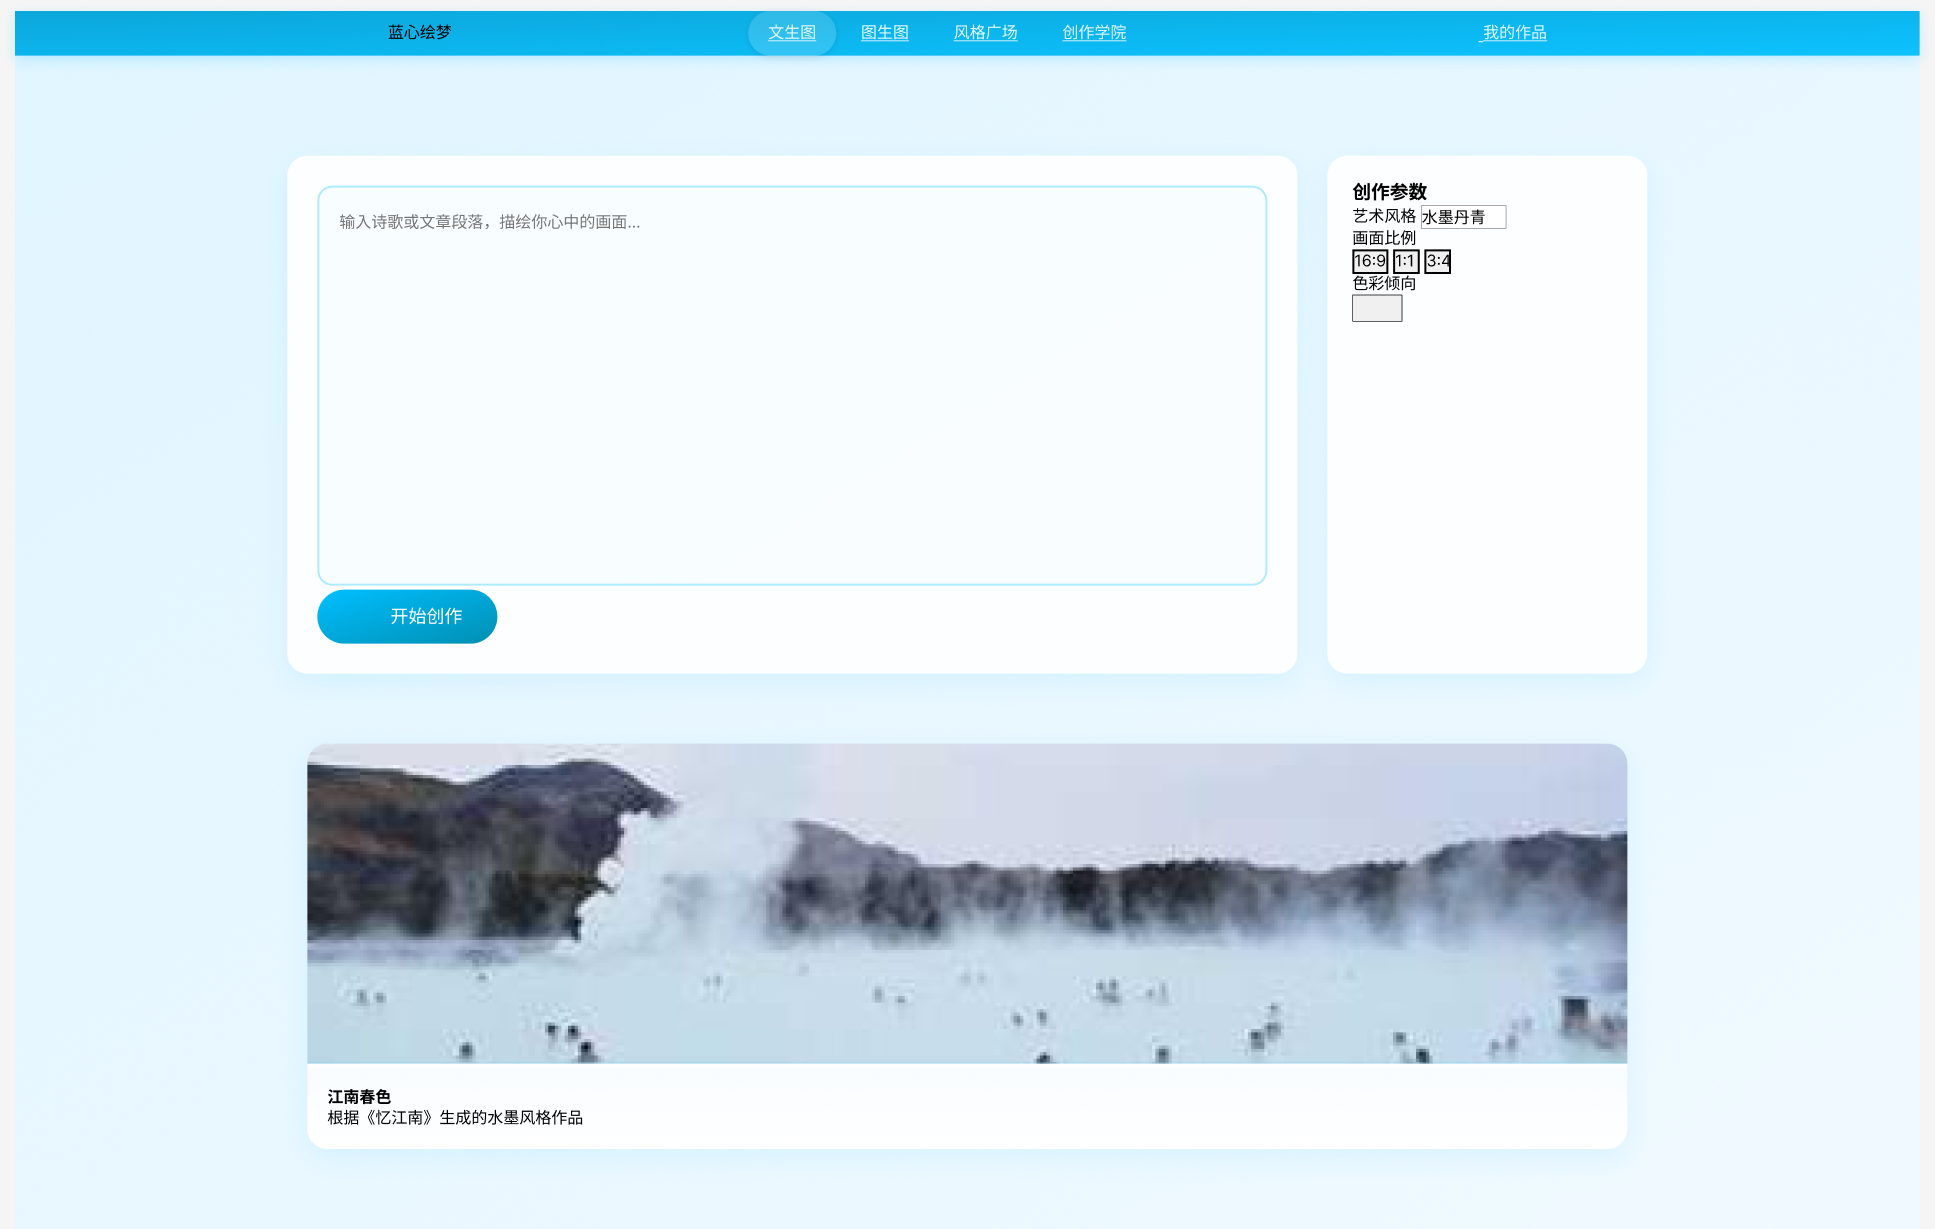 蓝心绘梦 文生图 图生图 风格广场 创作学院 我的作品
输入诗歌或文章段落，描绘你心中的画面...
开始创作
创作参数
艺术风格 水墨丹青
画面比例
16:9 1:1 3:4
色彩倾向
江南春色
根据《忆江南》生成的水墨风格作品